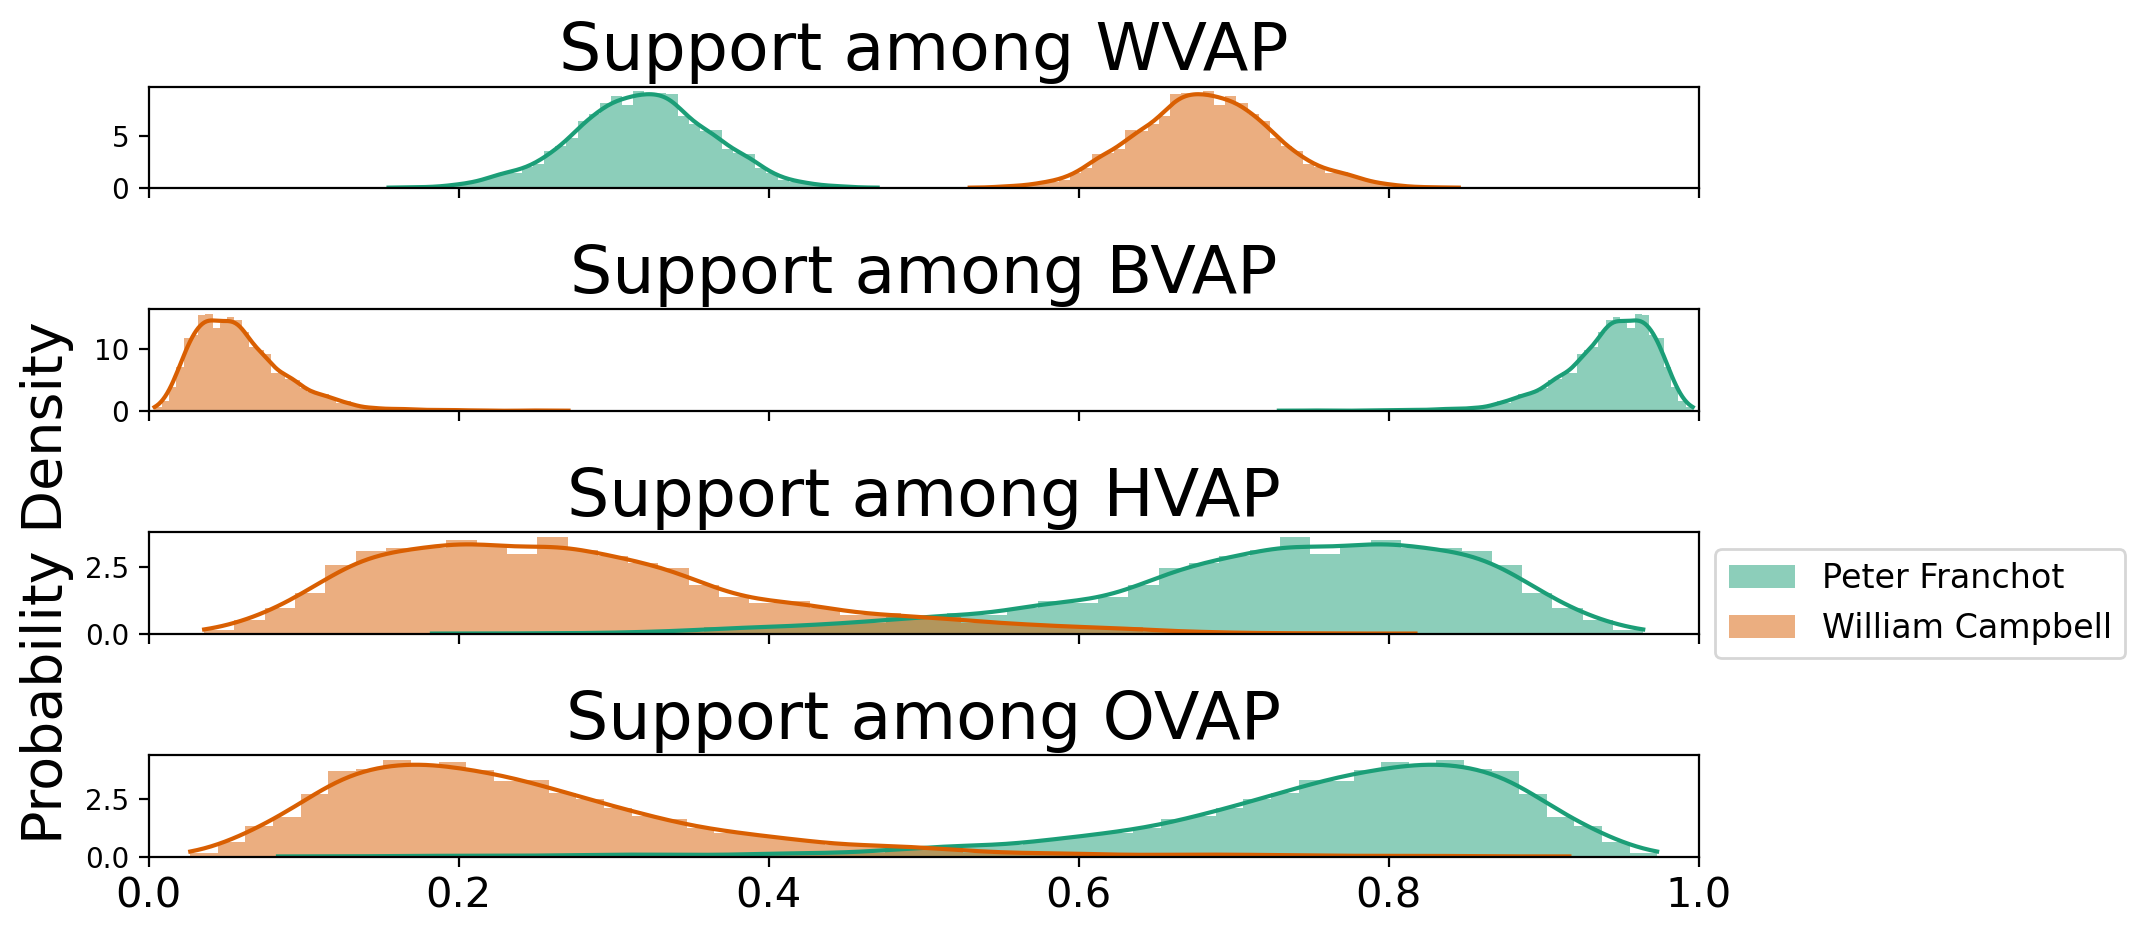 Support among WVAP
5
0
Support among BVAP
10
0
Probability Density
Support among HVAP
2.5
0.0
Peter Franchot
William Campbell
Support among OVAP
2.5
0.0
0.0 0.2 0.4 0.6 0.8 1.0